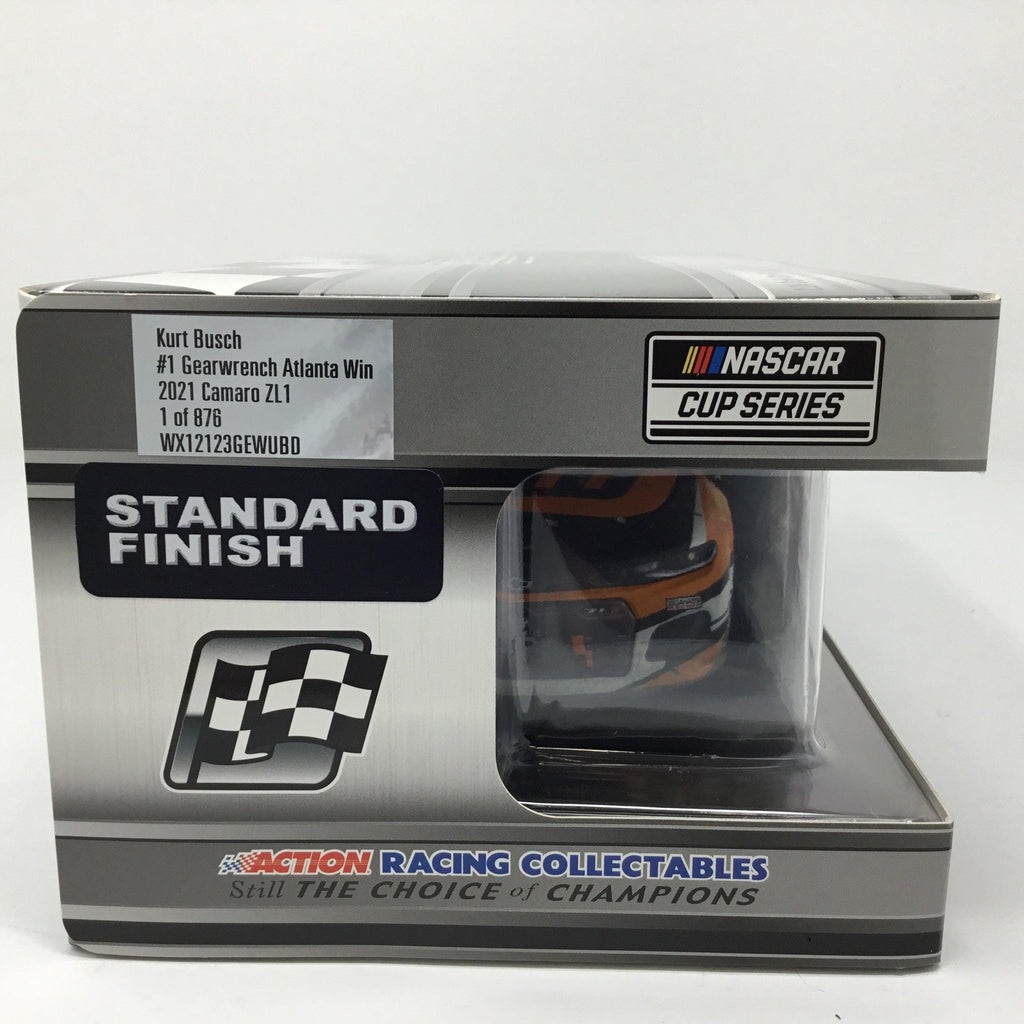 Kurt Busch
#1 Gearwrench Atlanta Win
2021 Camaro ZL1
1 of 876
WX12123GEWUBD
NASCAR
CUP SERIES
STANDARD
FINISH
ACTION RACING COLLECTABLES
Still THE CHOICE of CHAMPIONS